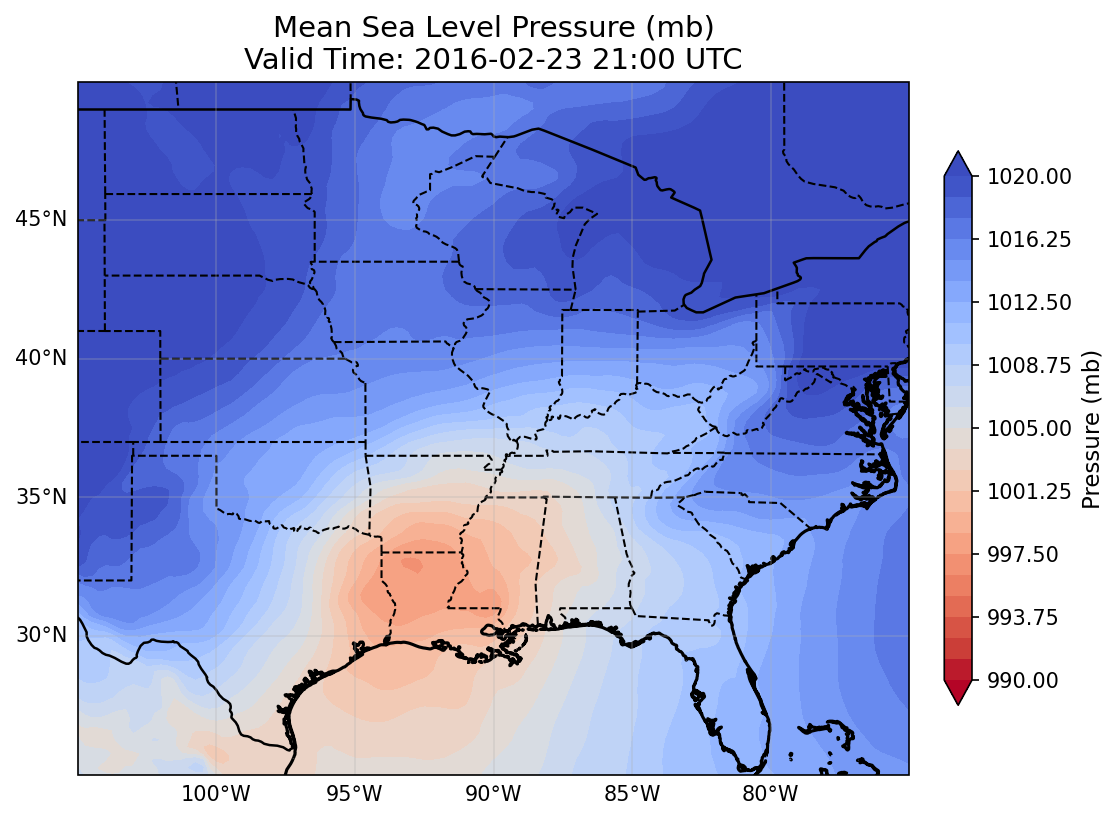 Mean Sea Level Pressure (mb)
Valid Time: 2016-02-23 21:00 UTC
45°N
40°N
35°N
30°N
100°W
95°W
90°W
85°W
80°W
1020.00
1016.25
1012.50
1008.75
1005.00
1001.25
997.50
993.75
990.00
Pressure (mb)